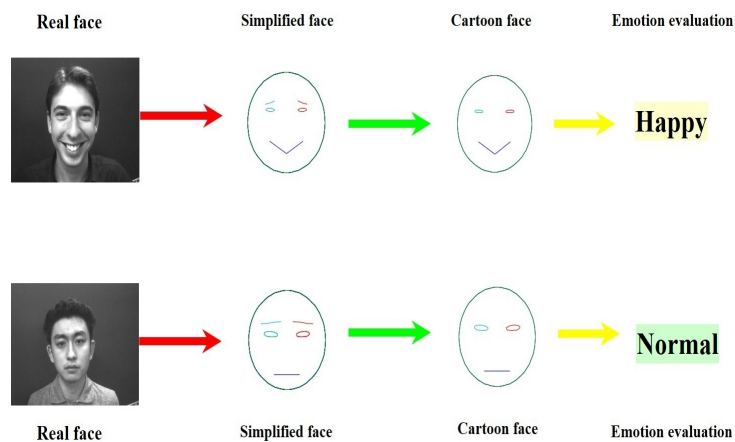 Real face
Simplified face
Cartoon face
Emotion evaluation
Happy
Normal
Real face
Simplified face
Cartoon face
Emotion evaluation